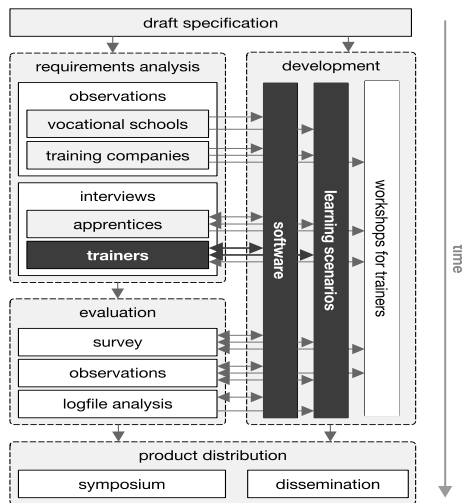 draft specification
requirements analysis
observations
vocational schools
training companies
interviews
apprentices
trainers
development
software
learning scenarios
workshops for trainers
time
evaluation
survey
observations
logfile analysis
product distribution
symposium
dissemination